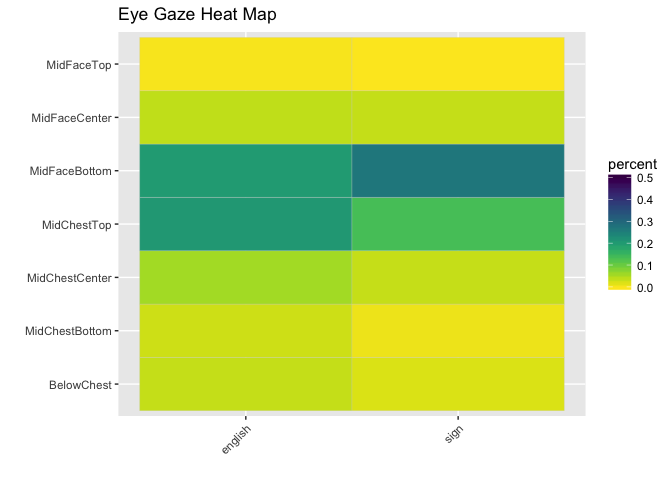 Eye Gaze Heat Map
MidFaceTop
MidFaceCenter
MidFaceBottom
MidChestTop
MidChestCenter
MidChestBottom
BelowChest
english
sign
percent
0.5
0.4
0.3
0.2
0.1
0.0